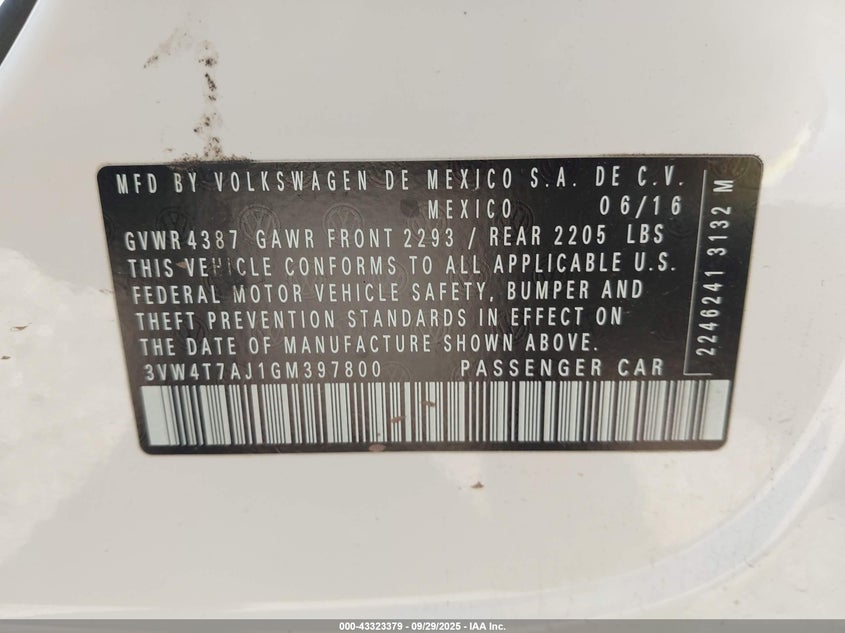 MFD BY VOLKSWAGEN DE MEXICO S.A. DE C.V.
MEXICO 06/16
GVWR 4387 GAWR FRONT 2293 / REAR 2205 LBS
THIS VEHICLE CONFORMS TO ALL APPLICABLE U.S.
FEDERAL MOTOR VEHICLE SAFETY, BUMPER AND
THEFT PREVENTION STANDARDS IN EFFECT ON
THE DATE OF MANUFACTURE SHOWN ABOVE.
3VW4T7AJ1GM397800 PASSENGER CAR
2246241 3132 M
000-43323379 - 09/29/2025 - IAA Inc.